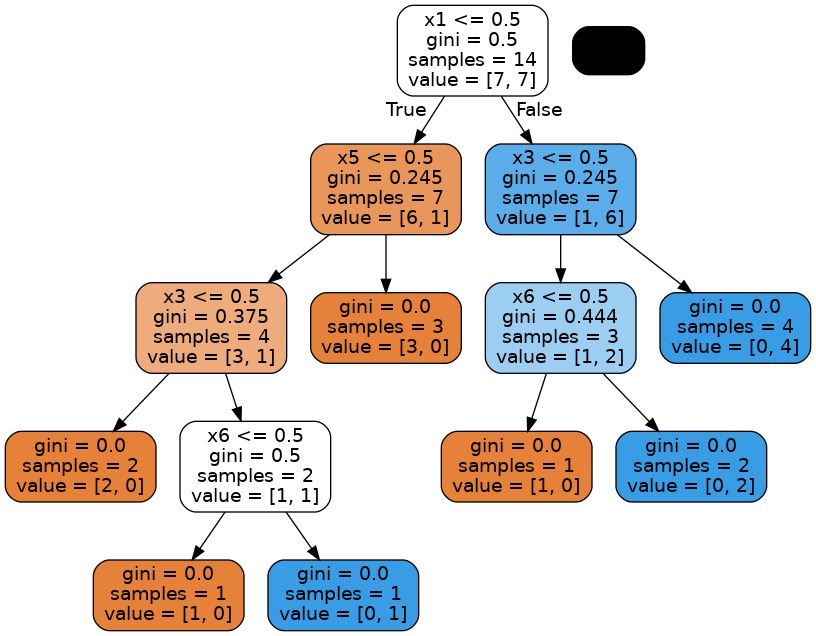 x1 <= 0.5
gini = 0.5
samples = 14
value = [7, 7]
True
False
x5 <= 0.5
gini = 0.245
samples = 7
value = [6, 1]
x3 <= 0.5
gini = 0.245
samples = 7
value = [1, 6]
x3 <= 0.5
gini = 0.375
samples = 4
value = [3, 1]
gini = 0.0
samples = 3
value = [3, 0]
x6 <= 0.5
gini = 0.444
samples = 3
value = [1, 2]
gini = 0.0
samples = 4
value = [0, 4]
gini = 0.0
samples = 2
value = [2, 0]
x6 <= 0.5
gini = 0.5
samples = 2
value = [1, 1]
gini = 0.0
samples = 1
value = [1, 0]
gini = 0.0
samples = 2
value = [0, 2]
gini = 0.0
samples = 1
value = [1, 0]
gini = 0.0
samples = 1
value = [0, 1]